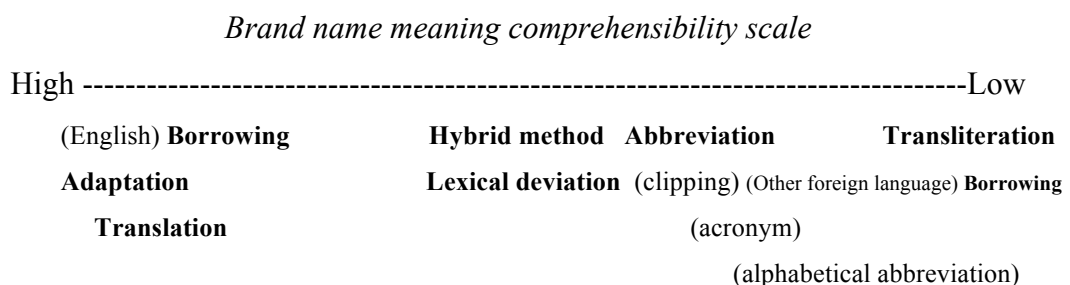 Brand name meaning comprehensibility scale
High -----------------------------------------------------------------------------------Low
(English) Borrowing Hybrid method Abbreviation Transliteration
Adaptation Lexical deviation (clipping) (Other foreign language) Borrowing
Translation (acronym)
(alphabetical abbreviation)